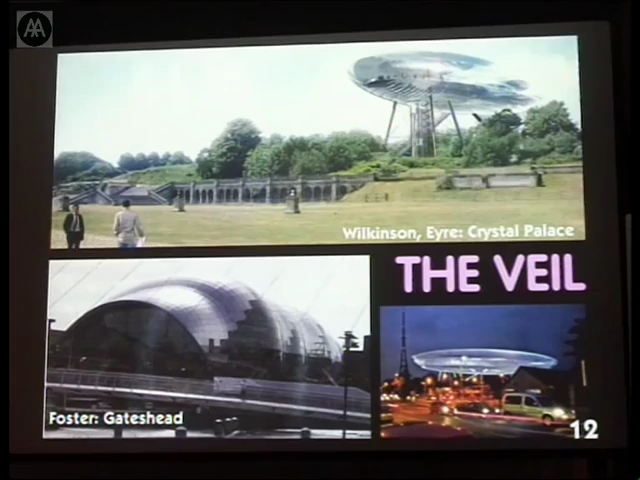 AA
Wilkinson, Eyre: Crystal Palace
THE VEIL
Foster: Gateshead
12